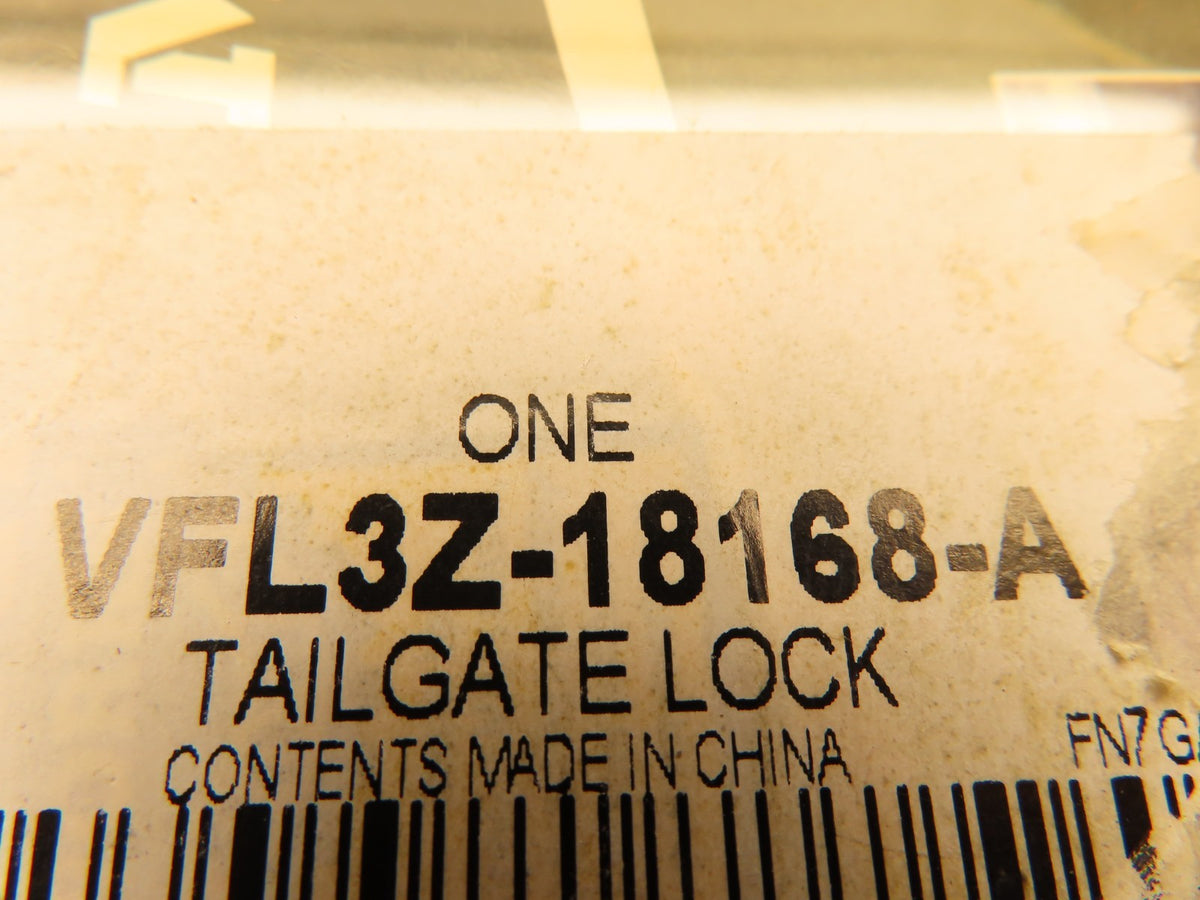 ONE
VFL3Z-18168-A
TAILGATE LOCK
CONTENTS MADE IN CHINA